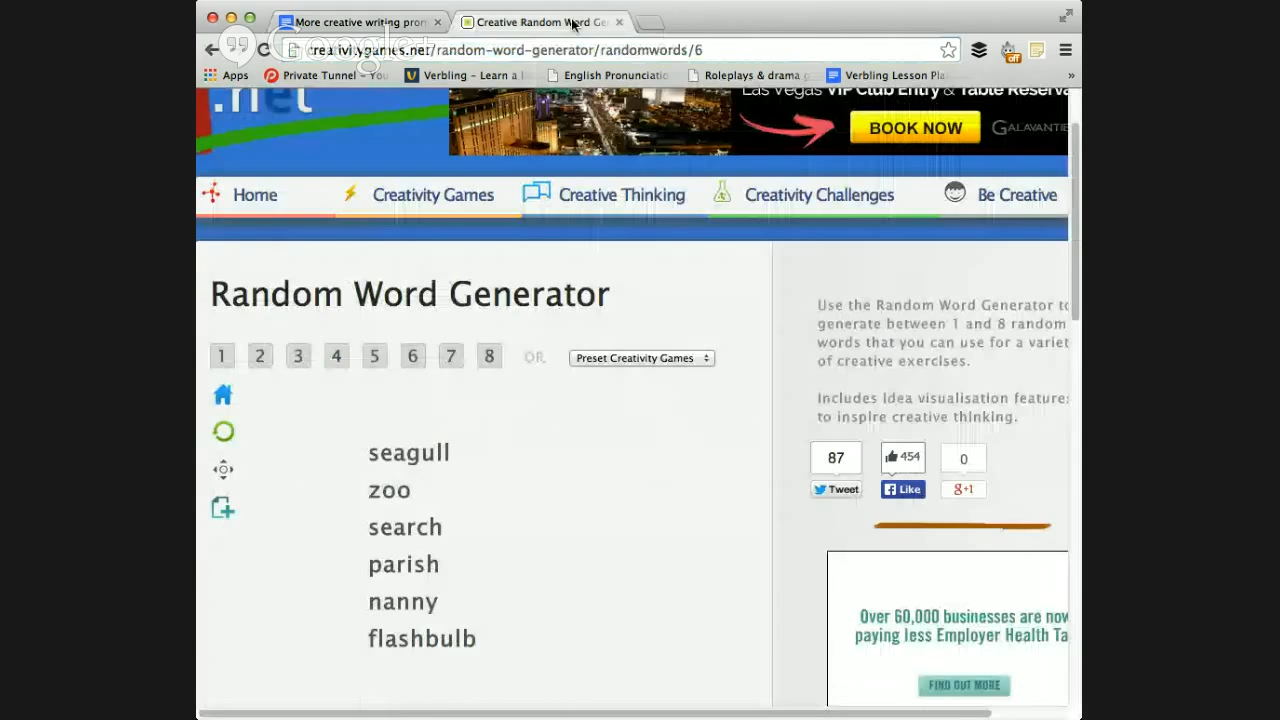 More creative writing pron
Creative Random Word Ge
Google+
creativitygames.net/random-word-generator/randomwords/6
off
Apps
Private Tunnel – You
Verbling – Learn a l
English Pronunciatio
Roleplays & drama g
Verbling Lesson Pla
»
.net
Las Vegas VIP Club Entry & Table Reserva
BOOK NOW
GALAVANTIE
Home
Creativity Games
Creative Thinking
Creativity Challenges
Be Creative
Random Word Generator
1 2 3 4 5 6 7 8 OR Preset Creativity Games
Use the Random Word Generator to
generate between 1 and 8 random
words that you can use for a variet
of creative exercises.
Includes idea visualisation features
to inspire creative thinking.
seagull
zoo
search
parish
nanny
flashbulb
87
454
0
Tweet
Like
g+1
Over 60,000 businesses are now
paying less Employer Health Ta
FIND OUT MORE